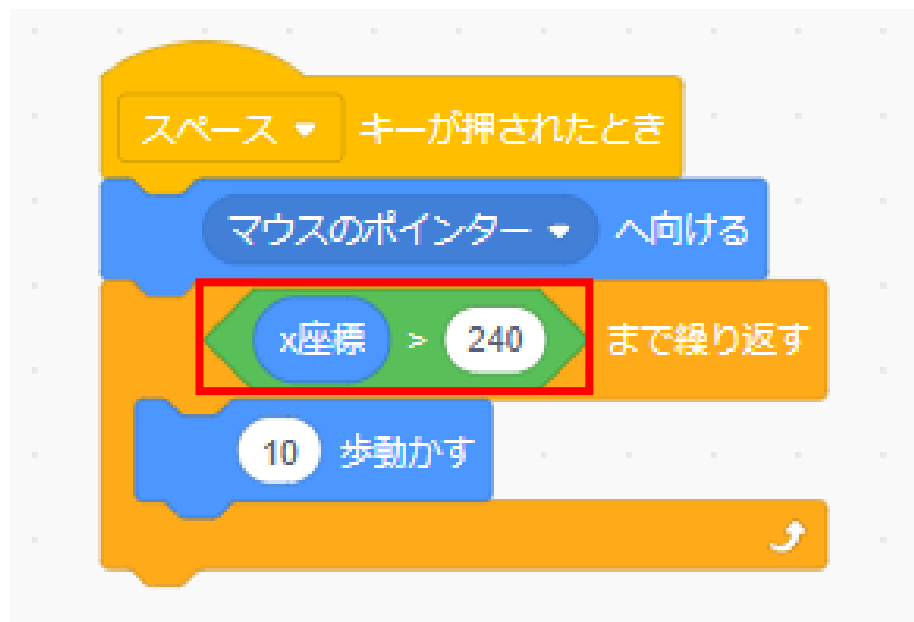 スペース キーが押されたとき
マウスのポインター へ向ける
x座標 > 240 まで繰り返す
10 歩動かす